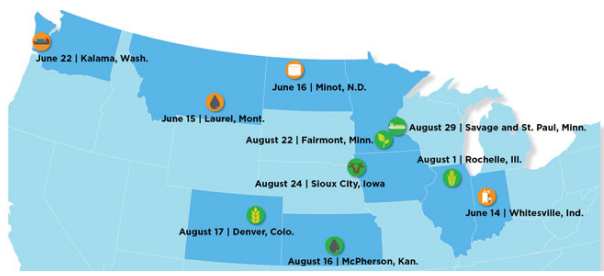 June 22 | Kalama, Wash.
June 16 | Minot, N.D.
June 15 | Laurel, Mont.
August 29 | Savage and St. Paul, Minn.
August 22 | Fairmont, Minn.
August 1 | Rochelle, Ill.
August 24 | Sioux City, Iowa
June 14 | Whitesville, Ind.
August 17 | Denver, Colo.
August 16 | McPherson, Kan.